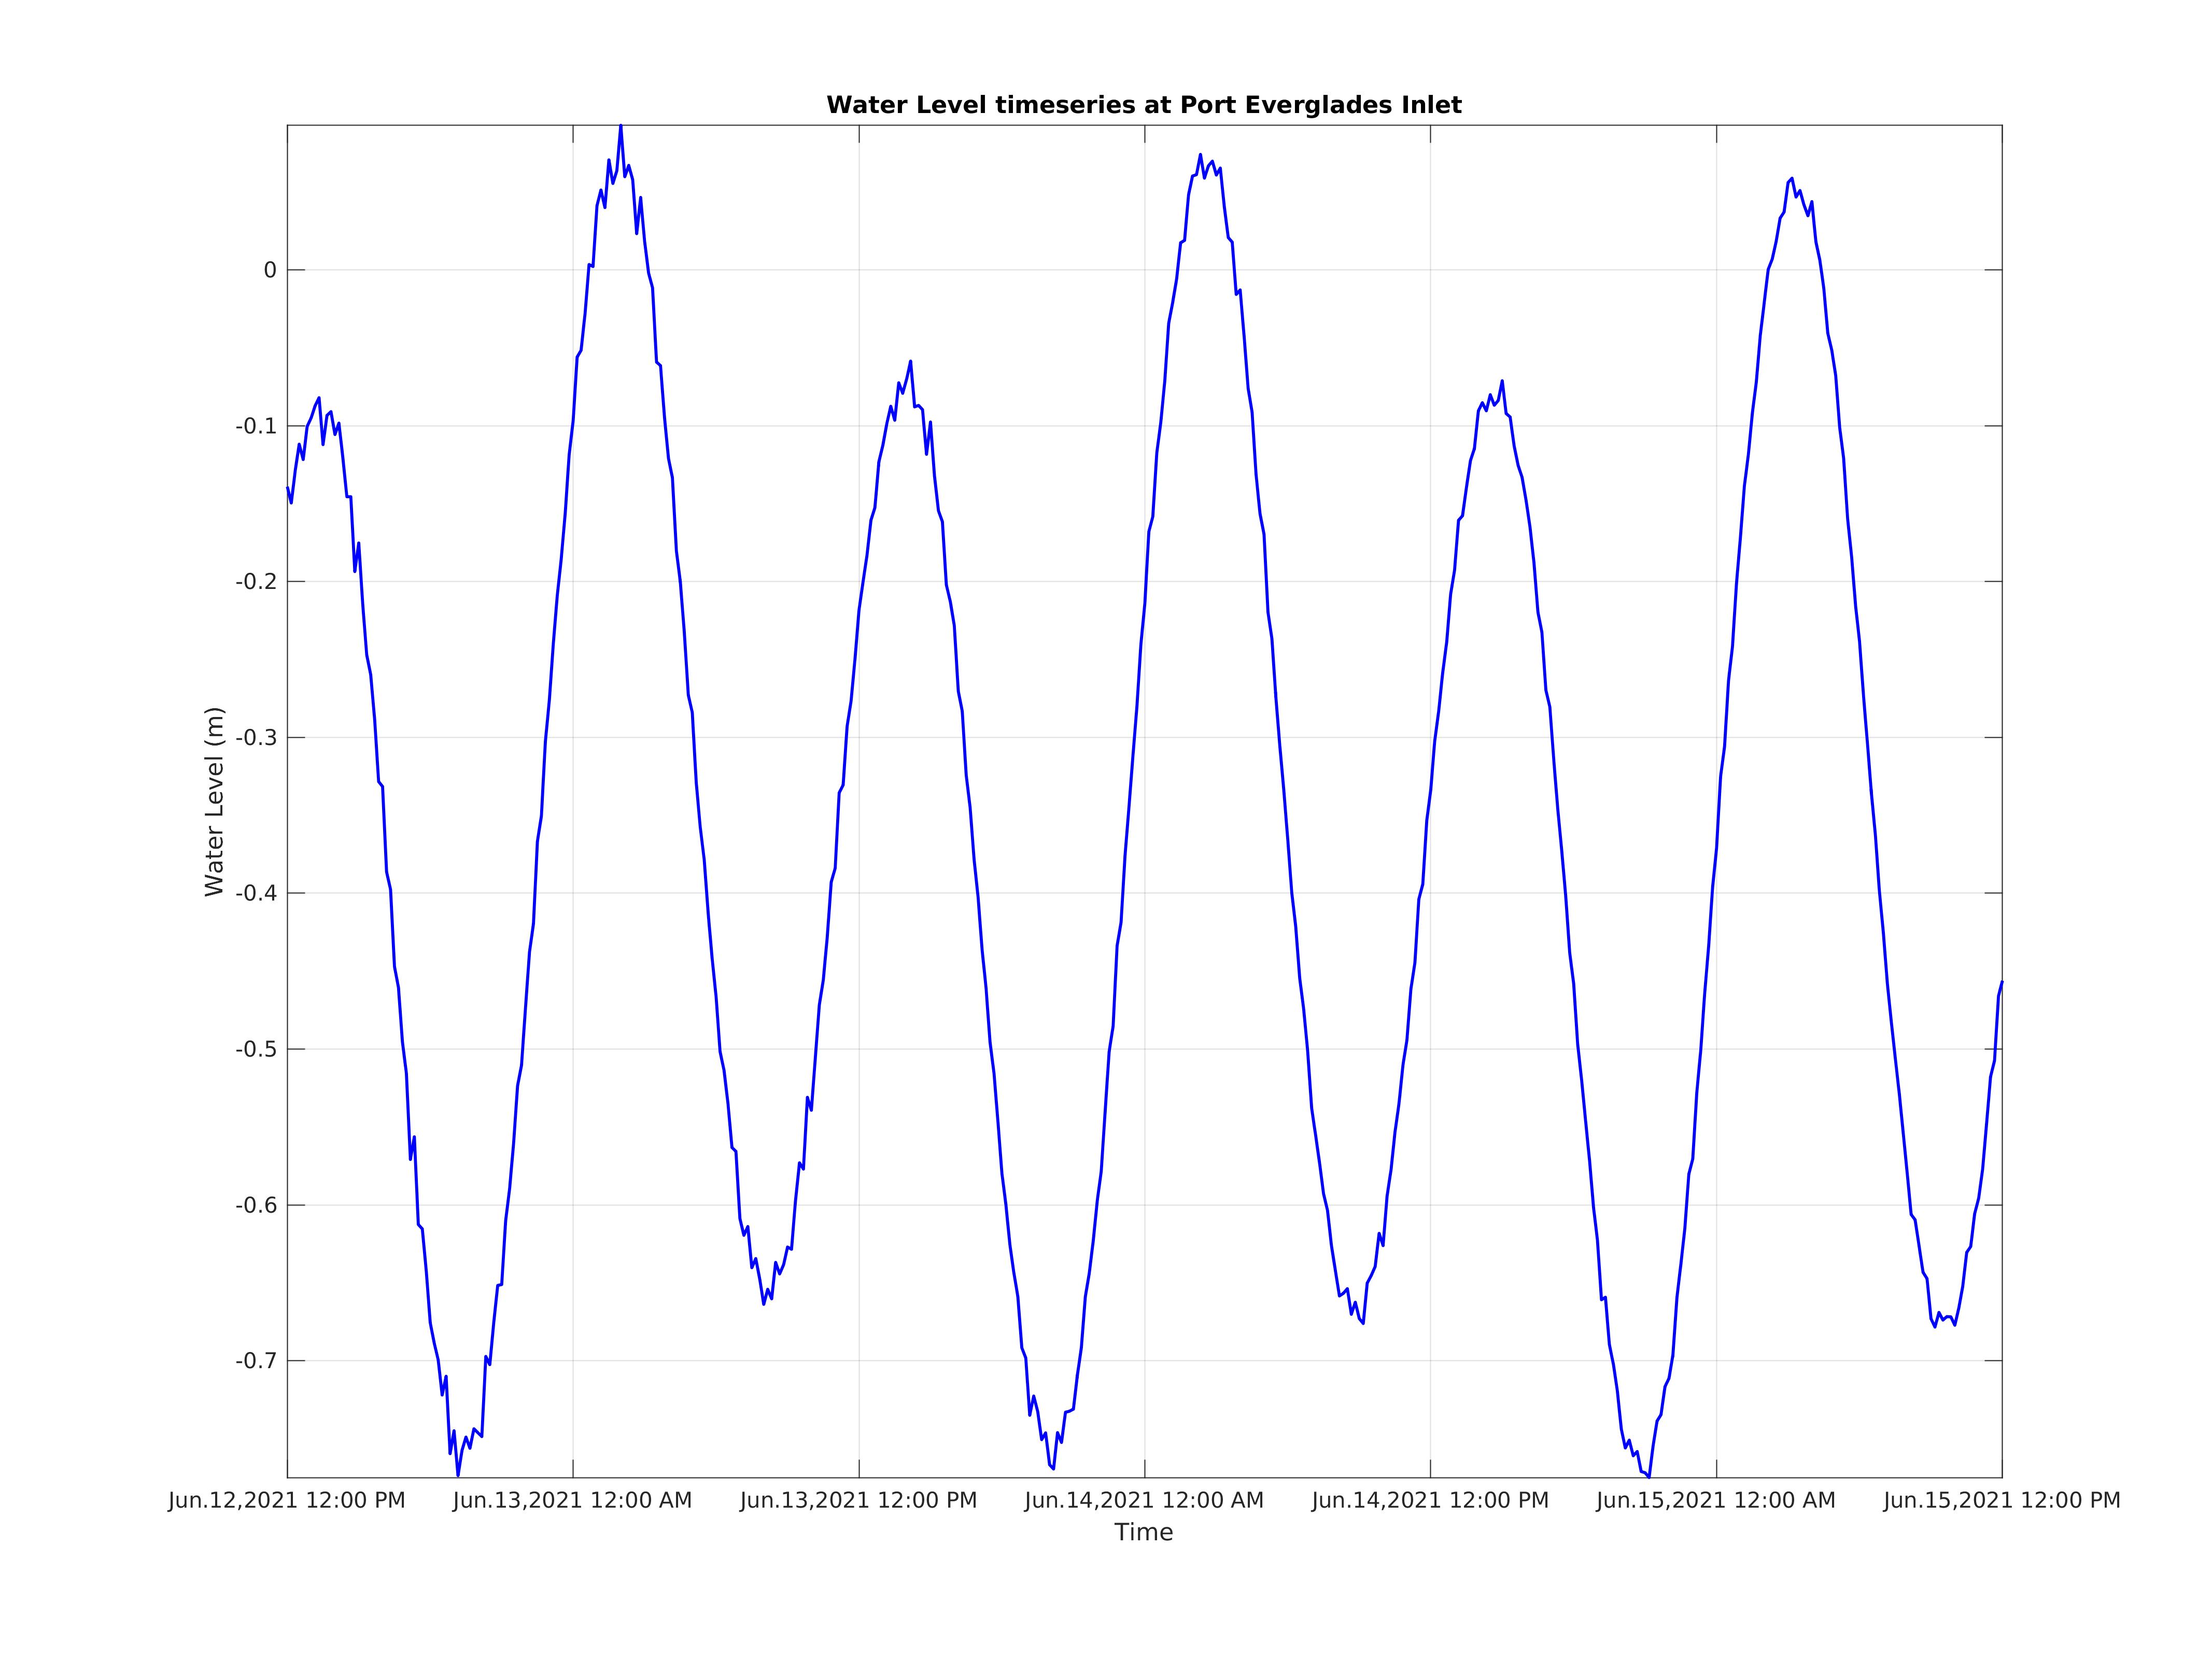 Water Level timeseries at Port Everglades Inlet
0
-0.1
-0.2
-0.3
-0.4
-0.5
-0.6
-0.7
Water Level (m)
Jun.12,2021 12:00 PM
Jun.13,2021 12:00 AM
Jun.13,2021 12:00 PM
Jun.14,2021 12:00 AM
Jun.14,2021 12:00 PM
Jun.15,2021 12:00 AM
Jun.15,2021 12:00 PM
Time